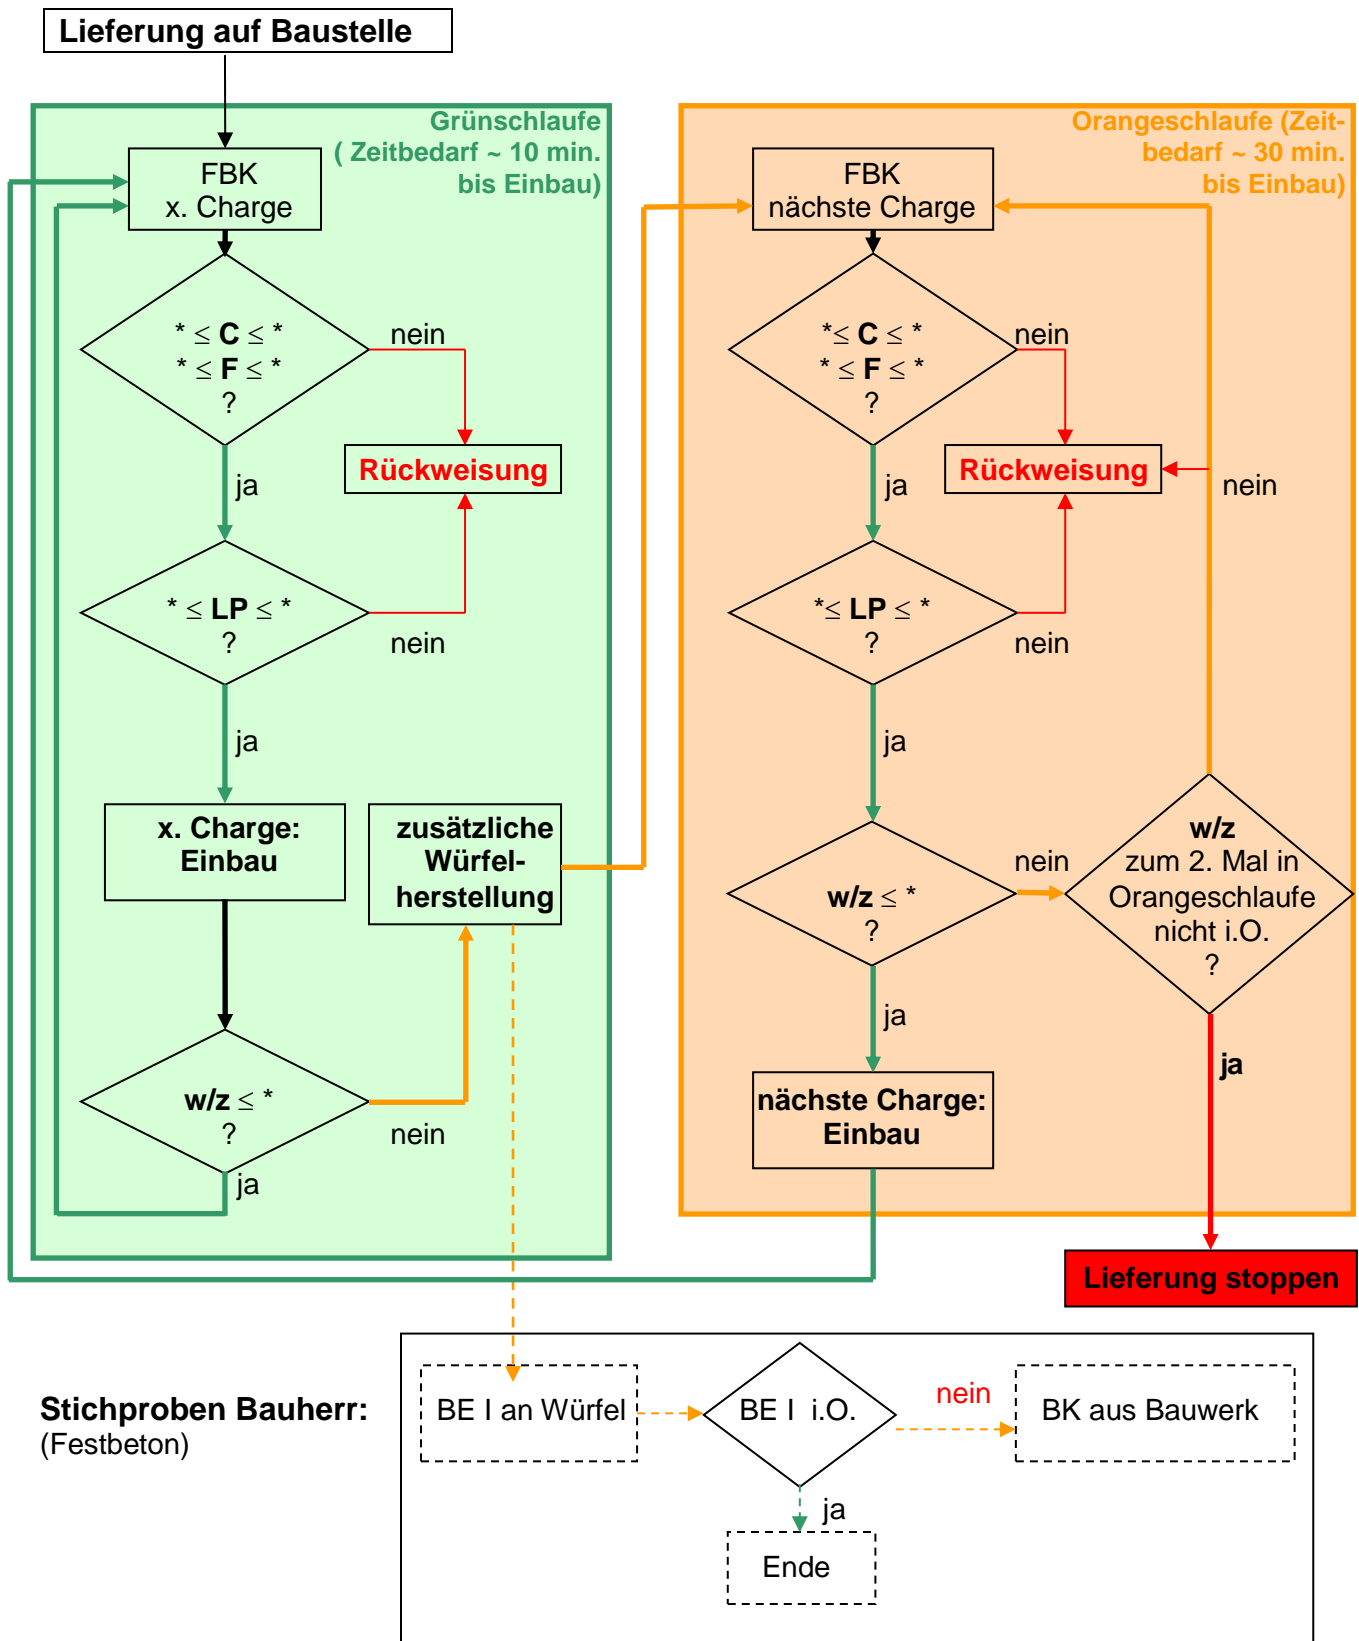 Lieferung auf Baustelle
Grünschlaufe
( Zeitbedarf ~ 10 min.
bis Einbau)
FBK
x. Charge
* ≤ C ≤ *
* ≤ F ≤ *
?
nein
Rückweisung
ja
* ≤ LP ≤ *
?
nein
ja
x. Charge:
Einbau
zusätzliche
Würfel-
herstellung
w/z ≤ *
?
nein
ja
Orangeschlaufe (Zeit-
bedarf ~ 30 min.
bis Einbau)
FBK
nächste Charge
*≤ C ≤ *
* ≤ F ≤ *
?
nein
Rückweisung
nein
ja
*≤ LP ≤ *
?
nein
ja
w/z ≤ *
?
nein
w/z
zum 2. Mal in
Orangeschlaufe
nicht i.O.
?
ja
ja
nächste Charge:
Einbau
Lieferung stoppen
Stichproben Bauherr:
(Festbeton)
BE I an Würfel
BE I i.O.
nein
BK aus Bauwerk
ja
Ende